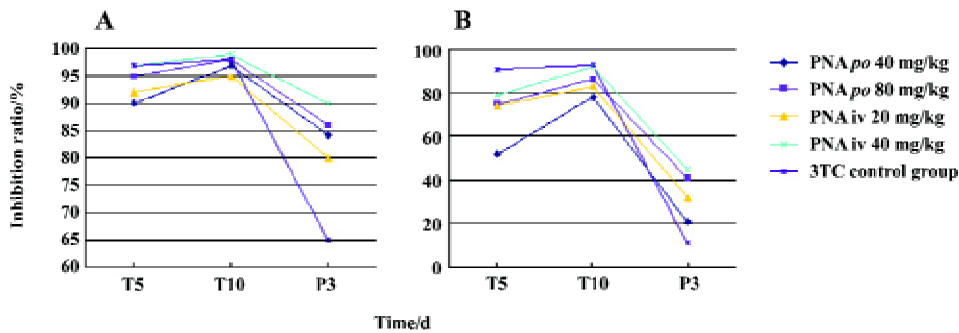 A
B
Inhibition ratio/%
100
95
90
85
80
75
70
65
60
T5
T10
P3
100
80
60
40
20
0
T5
T10
P3
Time/d
PNA po 40 mg/kg
PNA po 80 mg/kg
PNA iv 20 mg/kg
PNA iv 40 mg/kg
3TC control group